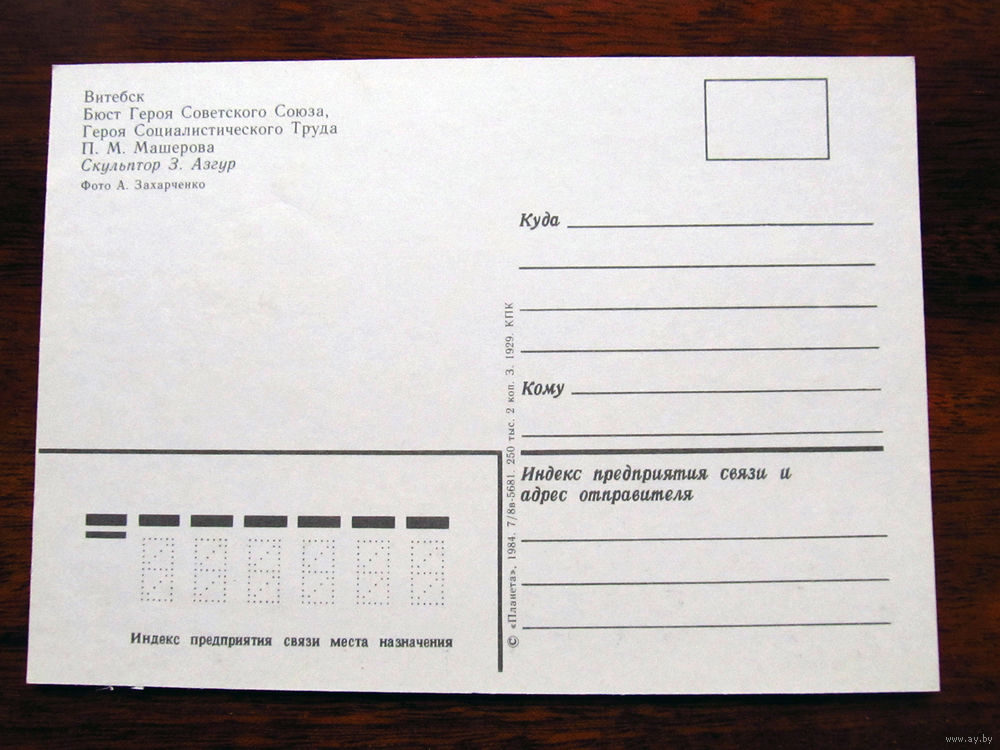 Витебск
Бюст Героя Советского Союза,
Героя Социалистического Труда
П. М. Машерова
Скульптор З. Азгур
Фото А. Захарченко
Куда
Кому
Индекс предприятия связи и
адрес отправителя
© «Планета», 1984. 7/8в-5681. 250 тыс. 2 коп. З. 1929. КПК
Индекс предприятия связи места назначения
www.ay.by